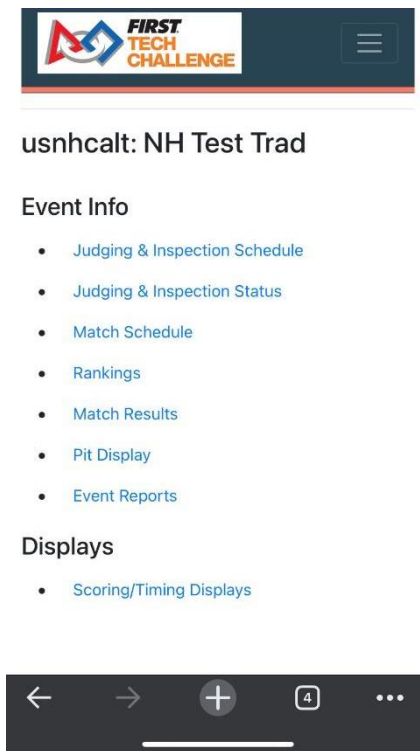 FIRST
TECH
CHALLENGE
usnhcalt: NH Test Trad
Event Info
Judging & Inspection Schedule
Judging & Inspection Status
Match Schedule
Rankings
Match Results
Pit Display
Event Reports
Displays
Scoring/Timing Displays
4